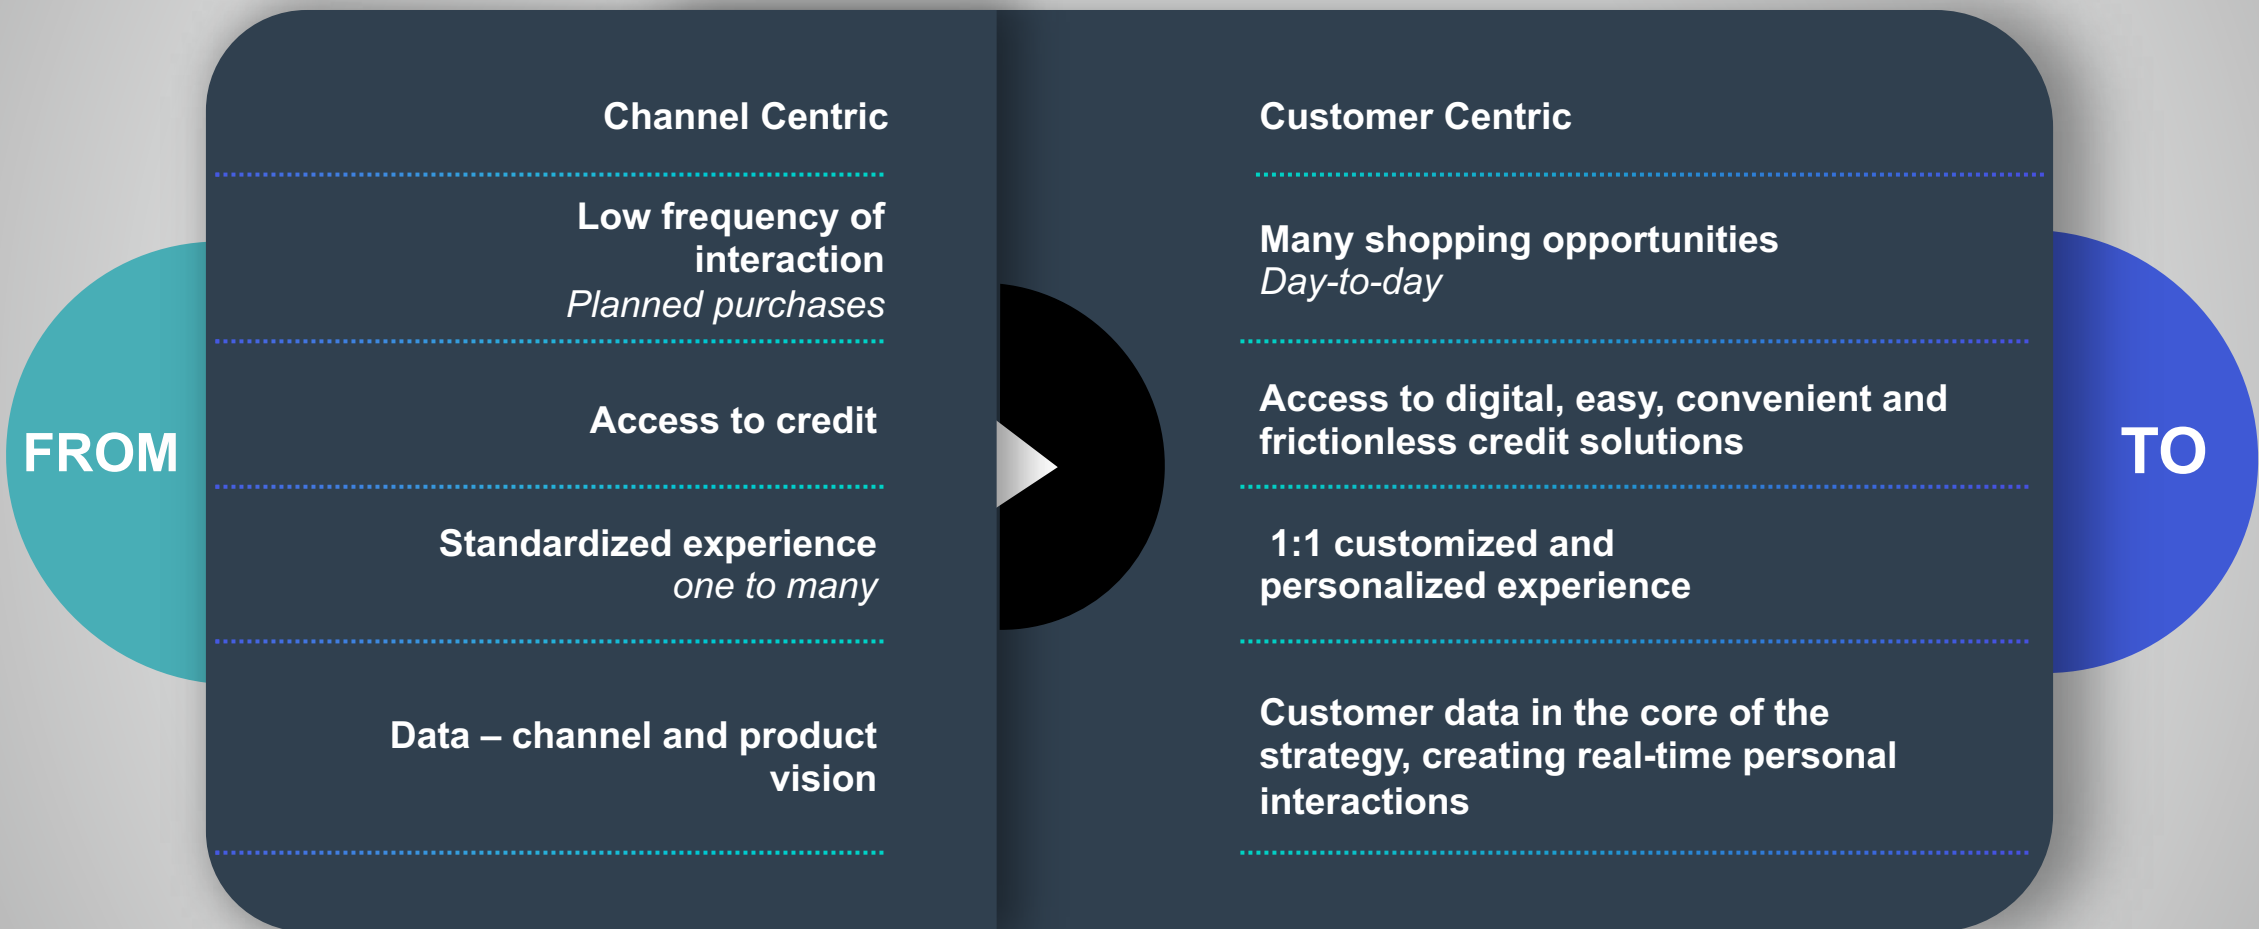 FROM
Channel Centric
Low frequency of
interaction
Planned purchases
Access to credit
Standardized experience
one to many
Data – channel and product
vision
Customer Centric
Many shopping opportunities
Day-to-day
Access to digital, easy, convenient and
frictionless credit solutions
1:1 customized and
personalized experience
Customer data in the core of the
strategy, creating real-time personal
interactions
TO